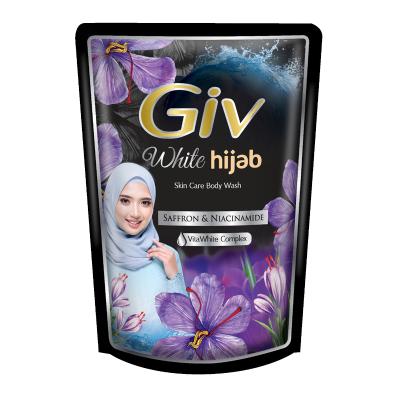 Giv
White hijab
Skin Care Body Wash
SAFFRON & NIACINAMIDE
VitaWhite Complex